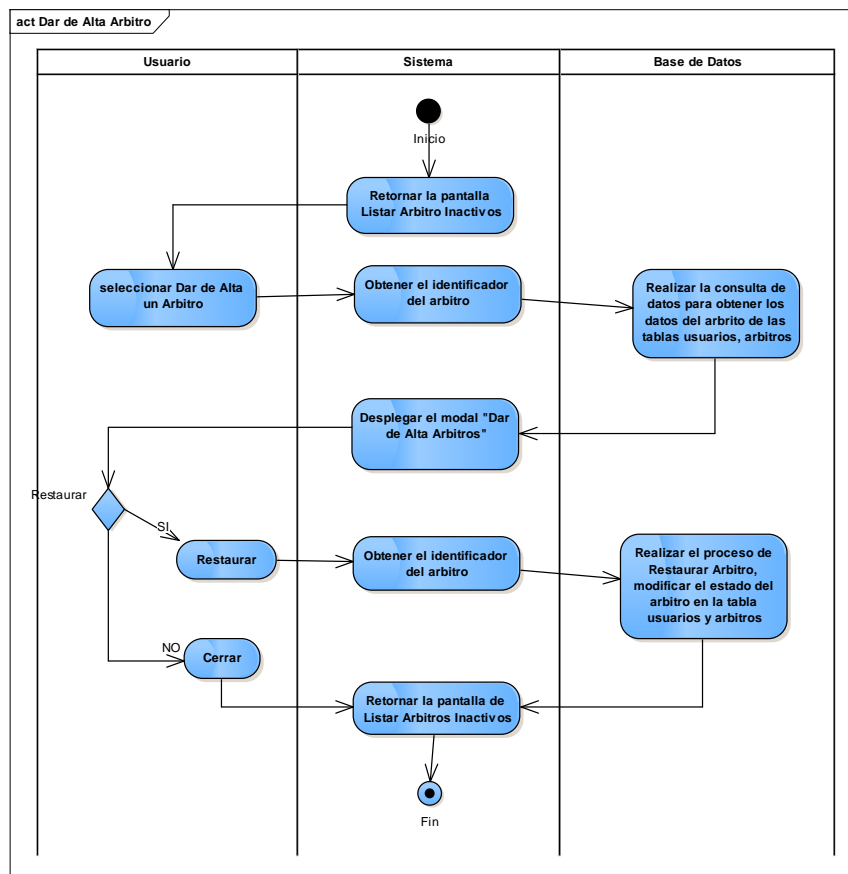 act Dar de Alta Arbitro
Usuario
Sistema
Base de Datos
Inicio
Retornar la pantalla
Listar Arbitro Inactivos
seleccionar Dar de Alta
un Arbitro
Obtener el identificador
del arbitro
Realizar la consulta de
datos para obtener los
datos del arbrito de las
tablas usuarios, arbitros
Desplegar el modal "Dar
de Alta Arbitros"
Restaurar
SI
Restaurar
Obtener el identificador
del arbitro
Realizar el proceso de
Restaurar Arbitro,
modificar el estado del
arbitro en la tabla
usuarios y arbitros
NO
Cerrar
Retornar la pantalla de
Listar Arbitros Inactivos
Fin